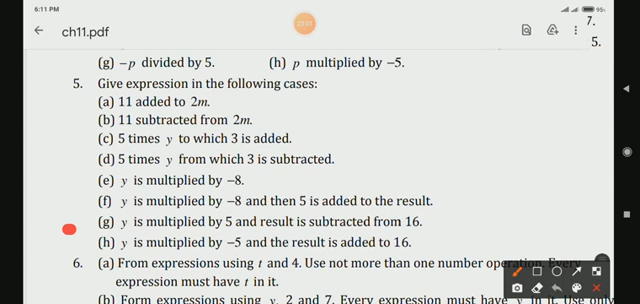 6:11 PM
95%
ch11.pdf
7.
5.
(g) −p divided by 5. (h) p multiplied by −5.
5. Give expression in the following cases:
(a) 11 added to 2m.
(b) 11 subtracted from 2m.
(c) 5 times y to which 3 is added.
(d) 5 times y from which 3 is subtracted.
(e) y is multiplied by −8.
(f) y is multiplied by −8 and then 5 is added to the result.
(g) y is multiplied by 5 and result is subtracted from 16.
(h) y is multiplied by −5 and the result is added to 16.
6. (a) From expressions using t and 4. Use not more than one number operation. Every
expression must have t in it.
(b) Form expressions using y, 2 and 7. Every expression must have y in it. Use only